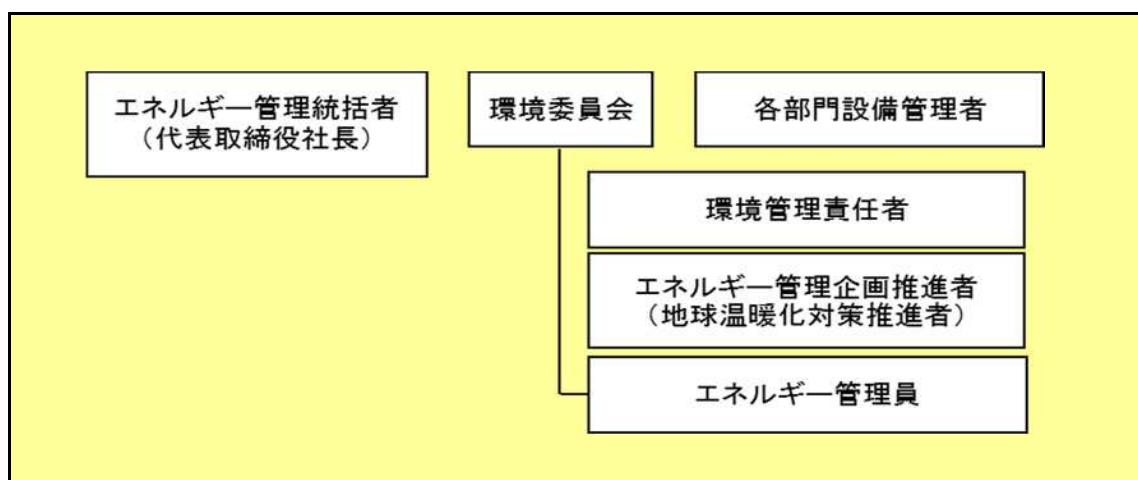 エネルギー管理統括者
（代表取締役社長）
環境委員会
各部門設備管理者
環境管理責任者
エネルギー管理企画推進者
（地球温暖化対策推進者）
エネルギー管理員